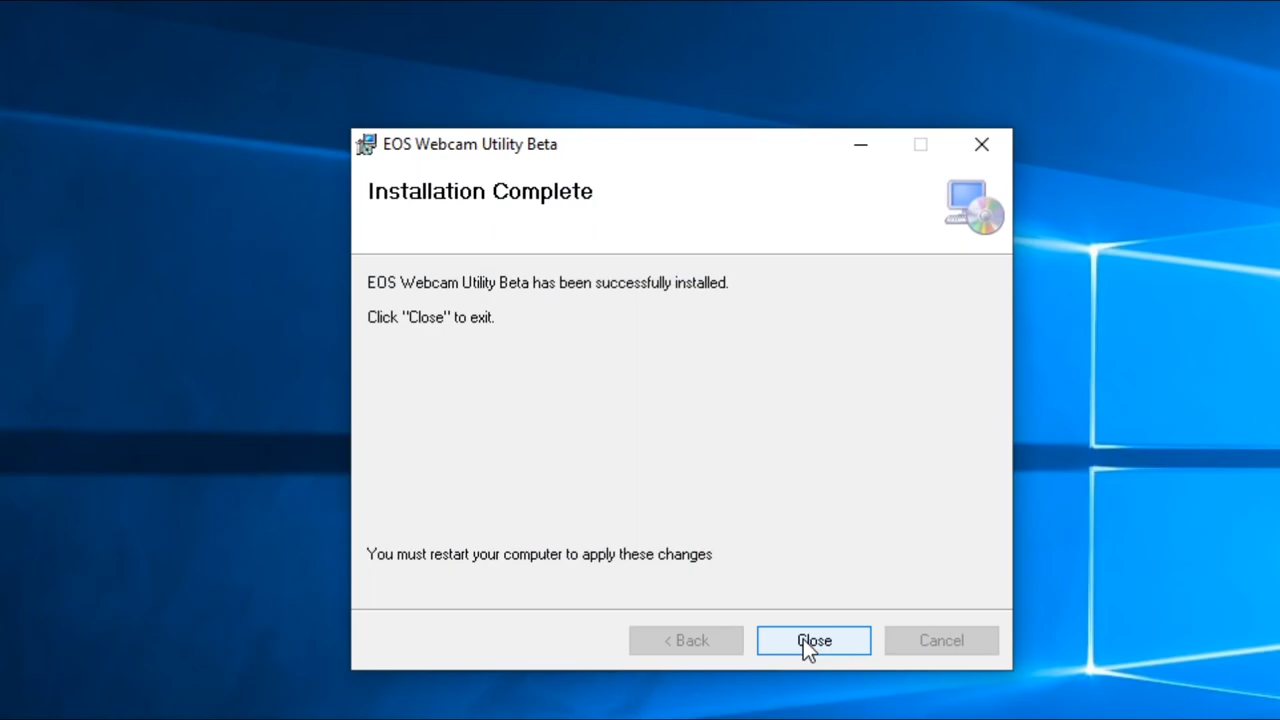 EOS Webcam Utility Beta
Installation Complete
EOS Webcam Utility Beta has been successfully installed.
Click "Close" to exit.
You must restart your computer to apply these changes
< Back
Close
Cancel